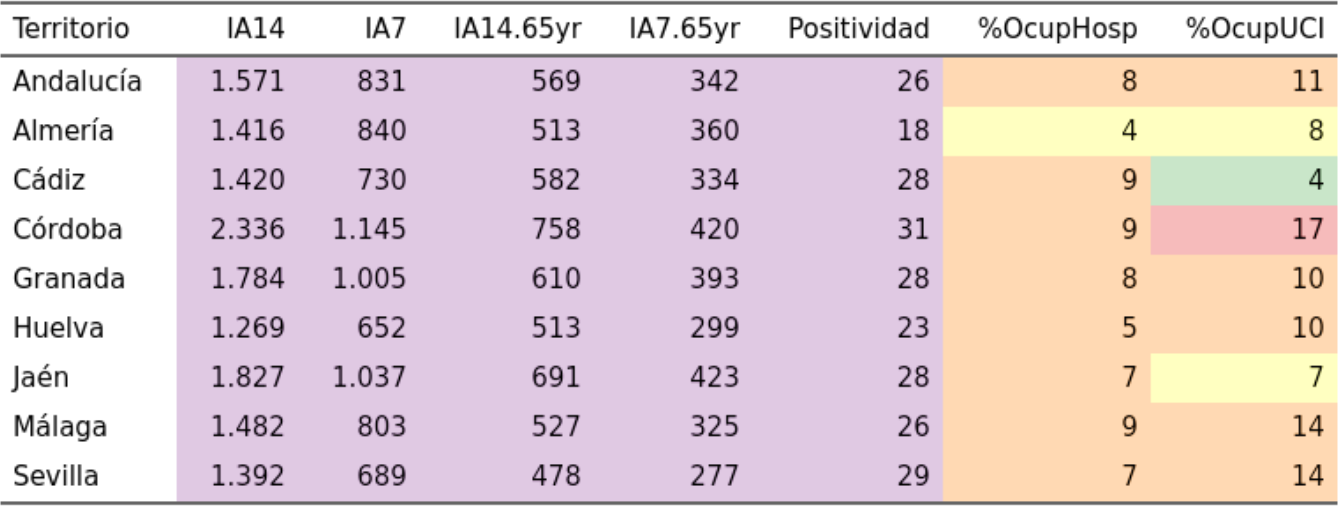 Territorio IA14 IA7 IA14.65yr IA7.65yr Positividad %OcupHosp %OcupUCI
Andalucía 1.571 831 569 342 26 8 11
Almería 1.416 840 513 360 18 4 8
Cádiz 1.420 730 582 334 28 9 4
Córdoba 2.336 1.145 758 420 31 9 17
Granada 1.784 1.005 610 393 28 8 10
Huelva 1.269 652 513 299 23 5 10
Jaén 1.827 1.037 691 423 28 7 7
Málaga 1.482 803 527 325 26 9 14
Sevilla 1.392 689 478 277 29 7 14